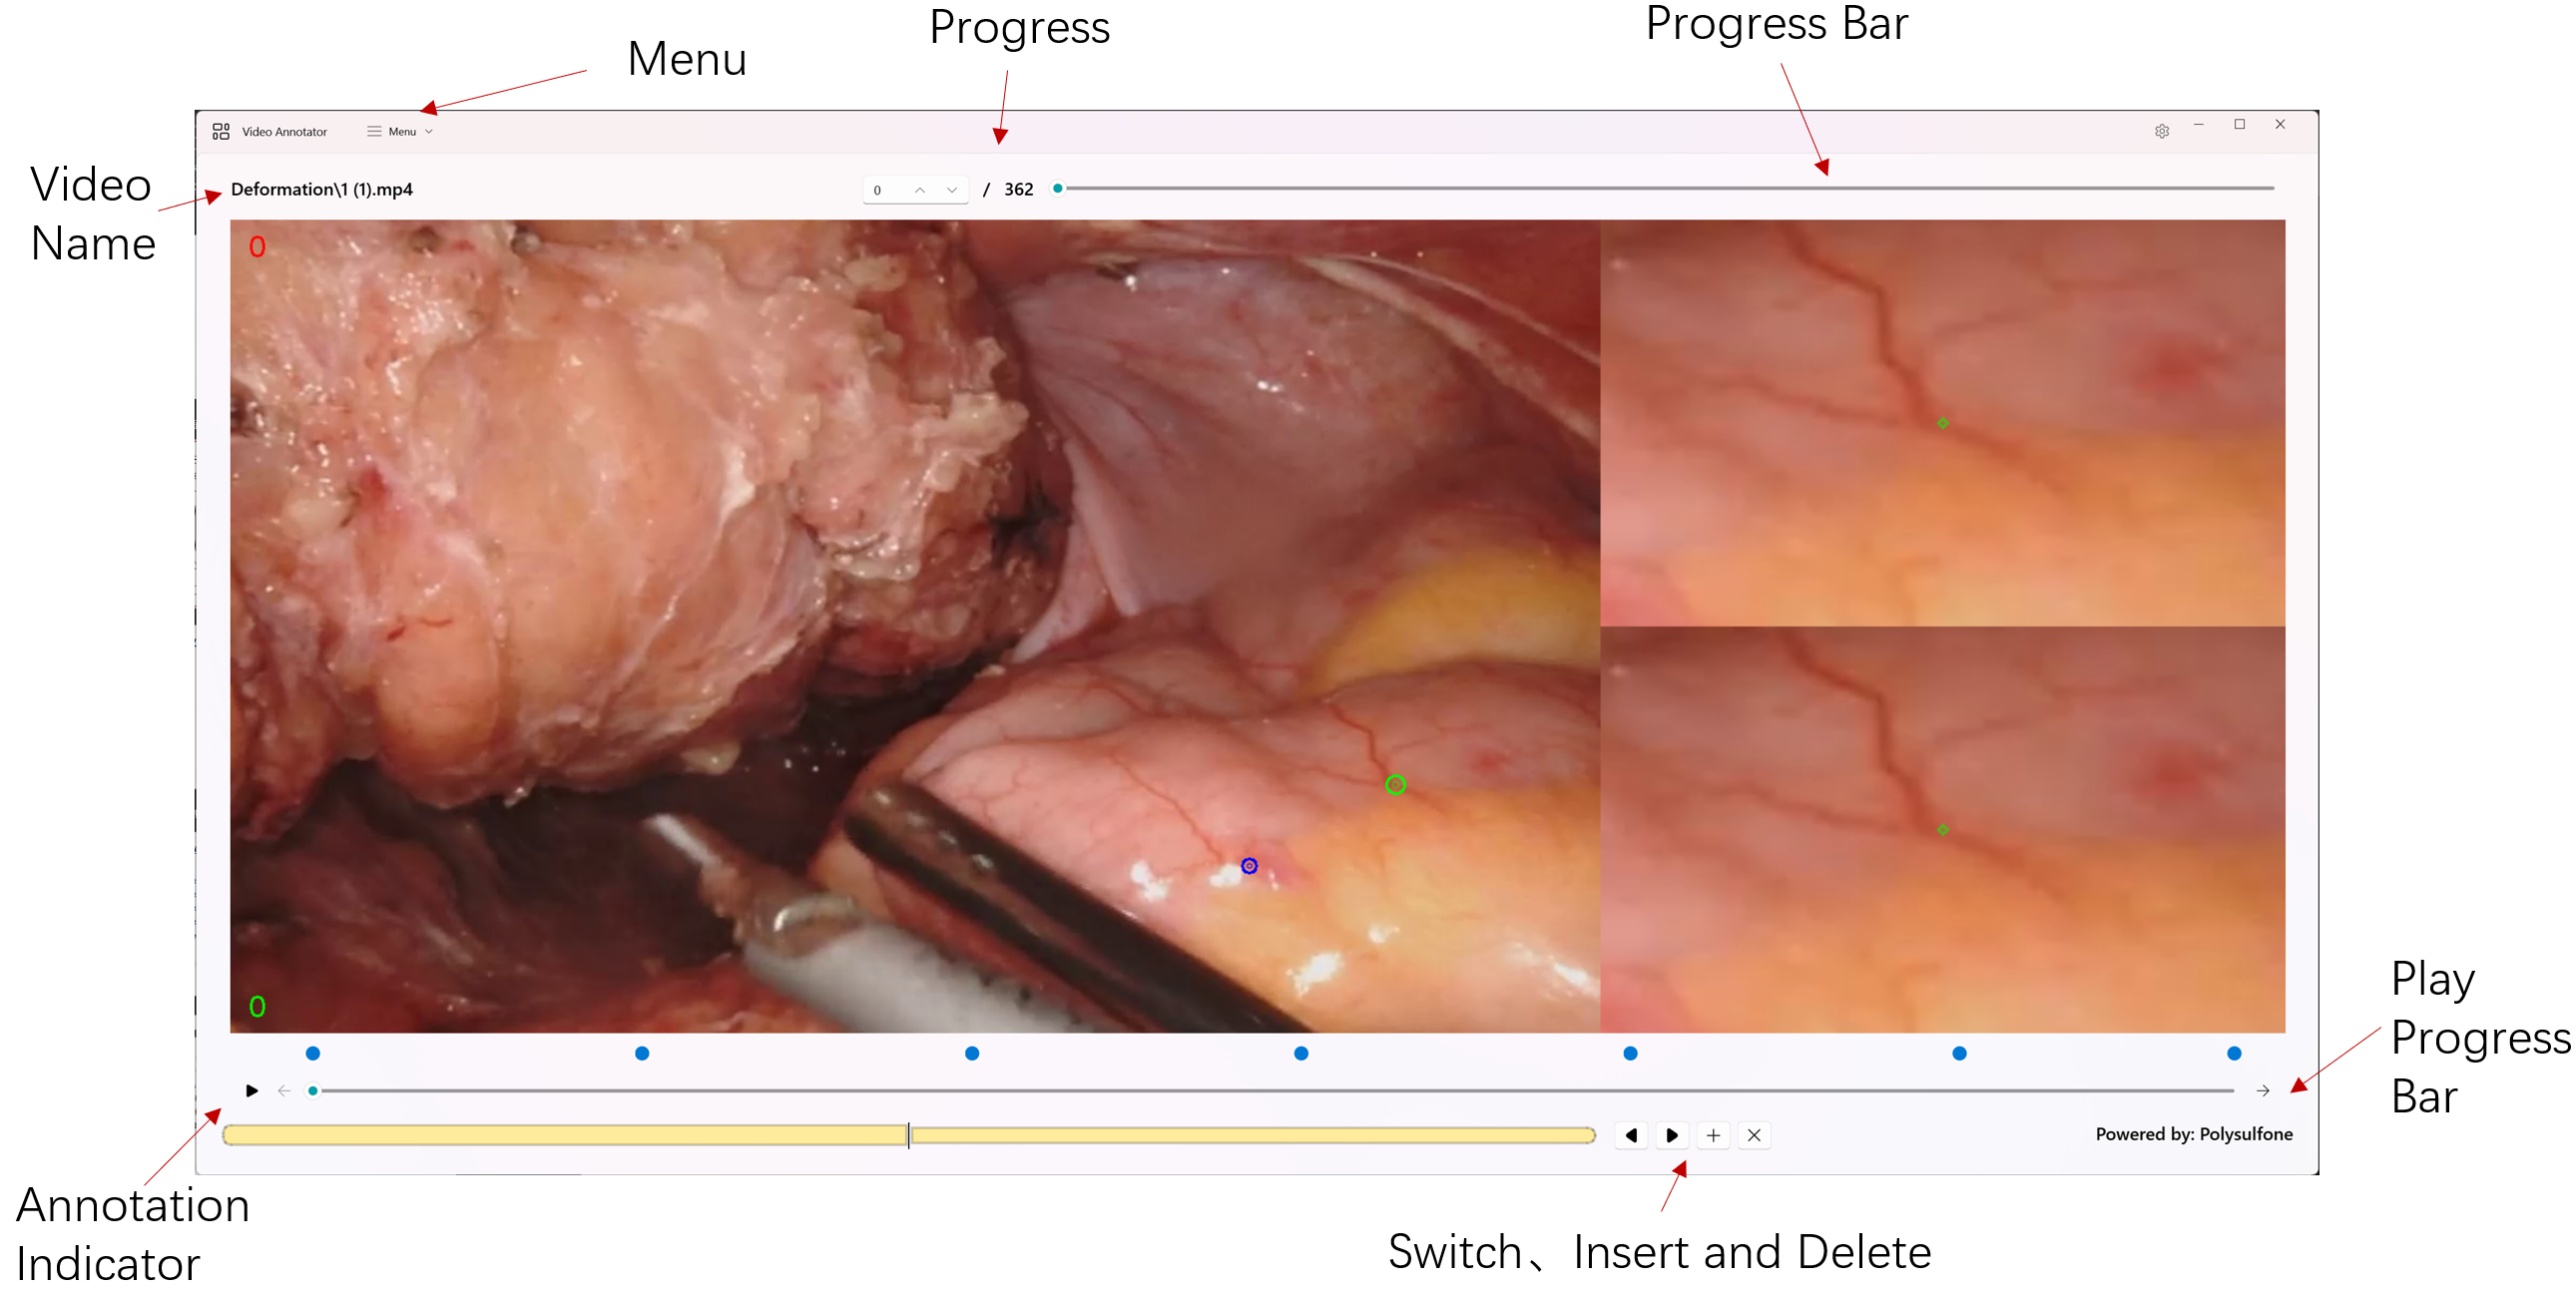 Progress
Progress Bar
Menu
Video Annotator
Menu
Video
Name
Deformation\1 (1).mp4
0
/ 362
0
0
Play
Progress
Bar
Powered by: Polysulfone
Annotation
Indicator
Switch、Insert and Delete